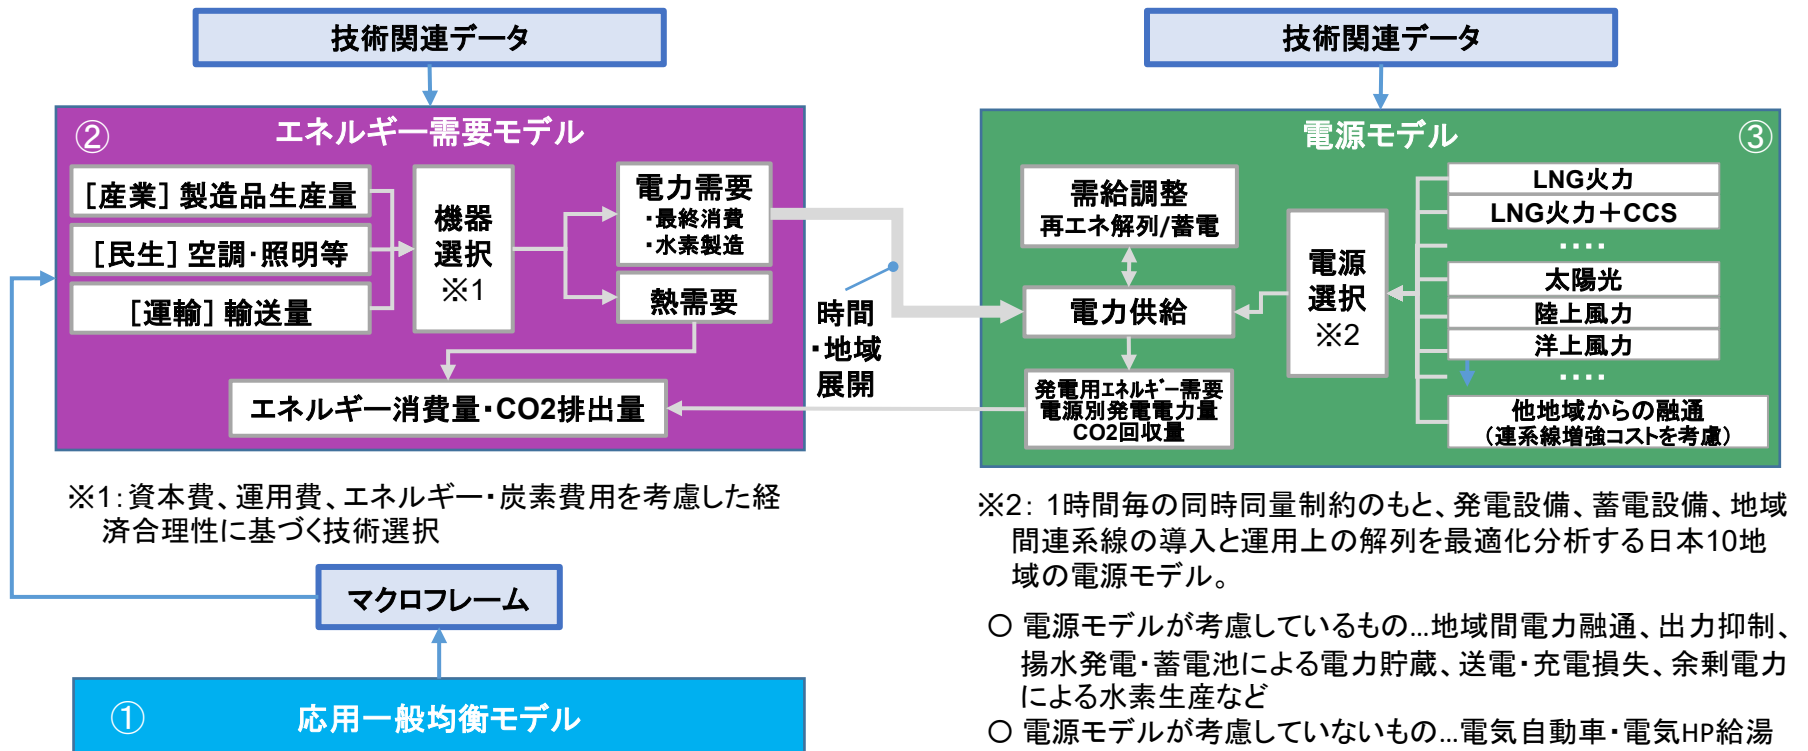 技術関連データ
② エネルギー需要モデル
[産業] 製造品生産量
[民生] 空調・照明等
[運輸] 輸送量
機器
選択
※1
電力需要
・最終消費
・水素製造
熱需要
エネルギー消費量・CO2排出量
時間
・地域
展開
※1：資本費、運用費、エネルギー・炭素費用を考慮した経
済合理性に基づく技術選択
マクロフレーム
① 応用一般均衡モデル
技術関連データ
電源モデル ③
需給調整
再エネ解列/蓄電
電力供給
発電用エネルギー需要
電源別発電電力量
CO2回収量
電源
選択
※2
LNG火力
LNG火力＋CCS
・・・・
太陽光
陸上風力
洋上風力
・・・・
他地域からの融通
（連系線増強コストを考慮）
※2： 1時間毎の同時同量制約のもと、発電設備、蓄電設備、地域
間連系線の導入と運用上の解列を最適化分析する日本10地
域の電源モデル。
○ 電源モデルが考慮しているもの…地域間電力融通、出力抑制、
揚水発電・蓄電池による電力貯蔵、送電・充電損失、余剰電力
による水素生産など
○ 電源モデルが考慮していないもの…電気自動車・電気HP給湯